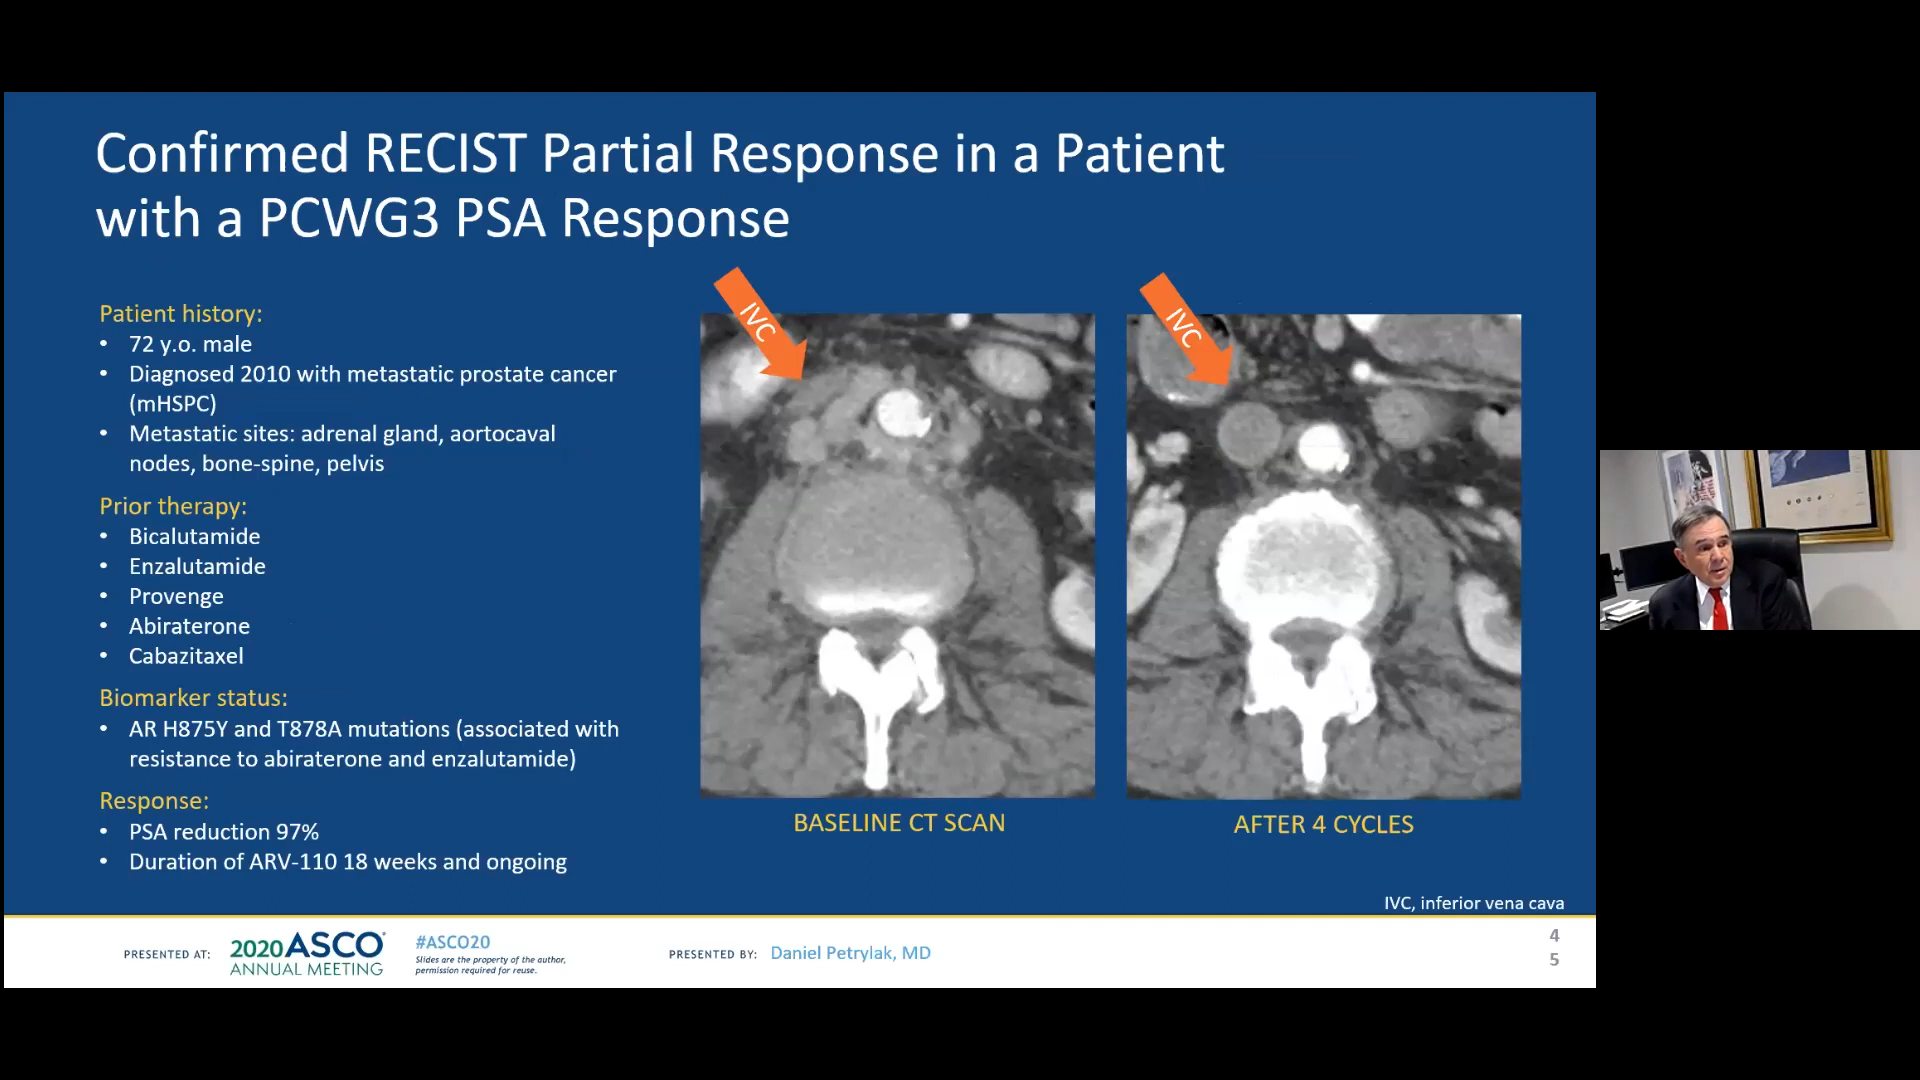 Confirmed RECIST Partial Response in a Patient
with a PCWG3 PSA Response
Patient history:
• 72 y.o. male
• Diagnosed 2010 with metastatic prostate cancer
(mHSPC)
• Metastatic sites: adrenal gland, aortocaval
nodes, bone-spine, pelvis
Prior therapy:
• Bicalutamide
• Enzalutamide
• Provenge
• Abiraterone
• Cabazitaxel
Biomarker status:
• AR H875Y and T878A mutations (associated with
resistance to abiraterone and enzalutamide)
Response:
• PSA reduction 97%
• Duration of ARV-110 18 weeks and ongoing
IVC
IVC
BASELINE CT SCAN
AFTER 4 CYCLES
IVC, inferior vena cava
PRESENTED AT:
2020 ASCO
ANNUAL MEETING
#ASCO20
Slides are the property of the author,
permission required for reuse.
PRESENTED BY: Daniel Petrylak, MD
4
5